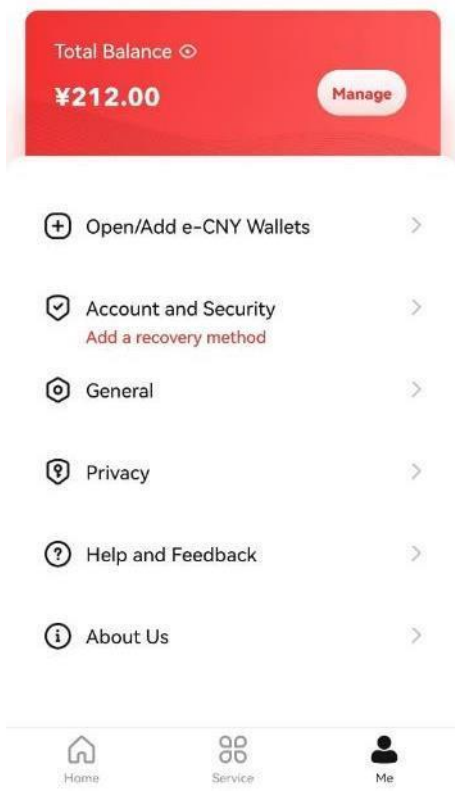 Total Balance
¥212.00
Manage
Open/Add e-CNY Wallets
Account and Security
Add a recovery method
General
Privacy
Help and Feedback
About Us
Home
Service
Me